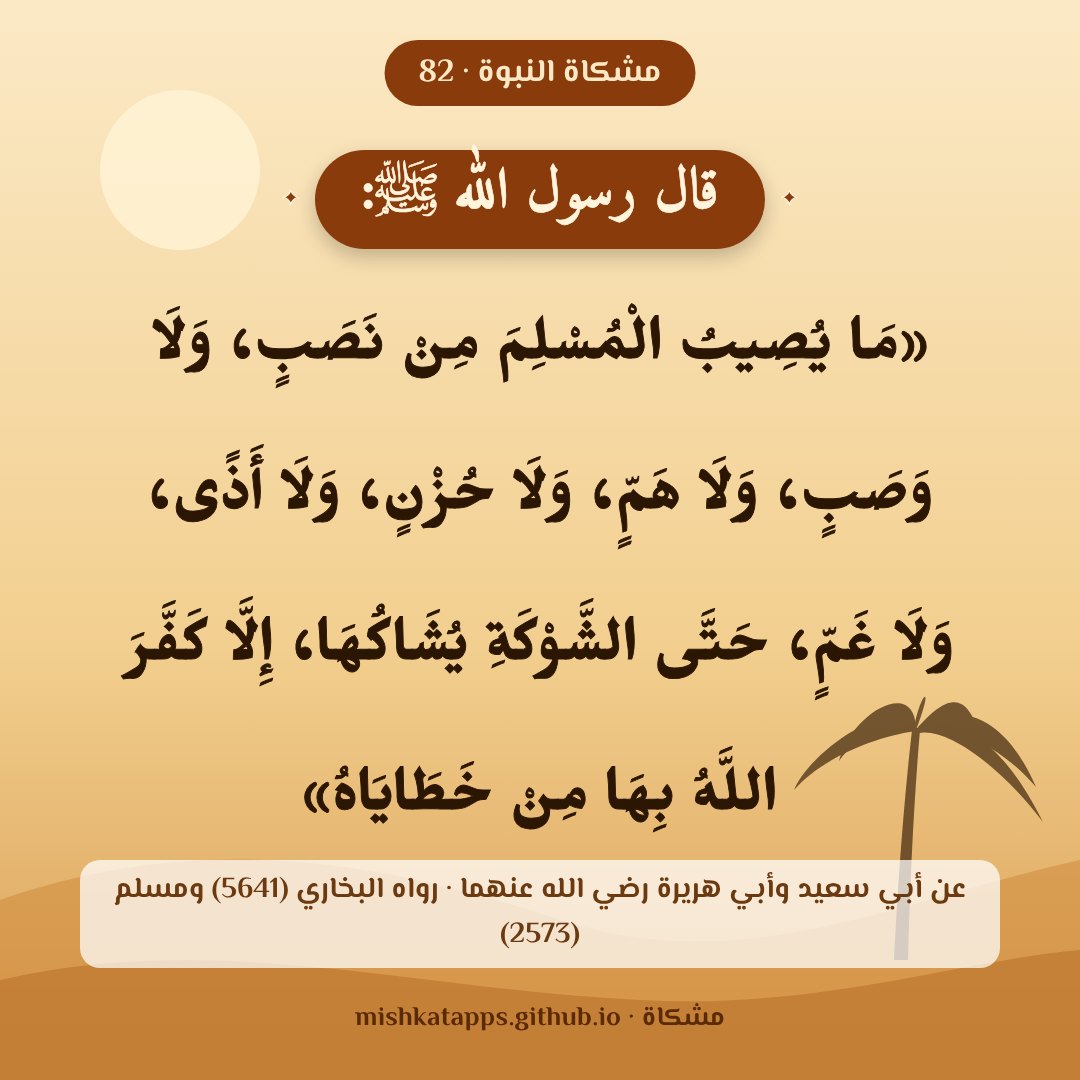 مشكاة النبوة · 82
قال رسول الله ﷺ:
«مَا يُصِيبُ الْمُسْلِمَ مِنْ نَصَبٍ، وَلَا
وَصَبٍ، وَلَا هَمٍّ، وَلَا حُزْنٍ، وَلَا أَذًى،
وَلَا غَمٍّ، حَتَّى الشَّوْكَةِ يُشَاكُهَا، إِلَّا كَفَّرَ
اللَّهُ بِهَا مِنْ خَطَايَاهُ»
عن أبي سعيد وأبي هريرة رضي الله عنهما · رواه البخاري (5641) ومسلم
(2573)
مشكاة · mishkatapps.github.io